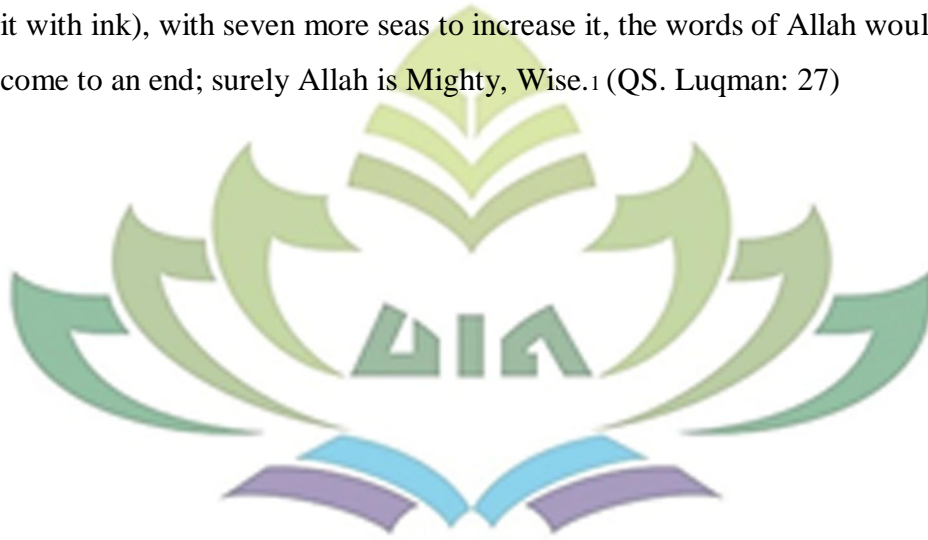 it with ink), with seven more seas to increase it, the words of Allah woul
come to an end; surely Allah is Mighty, Wise.1 (QS. Luqman: 27)
UIN